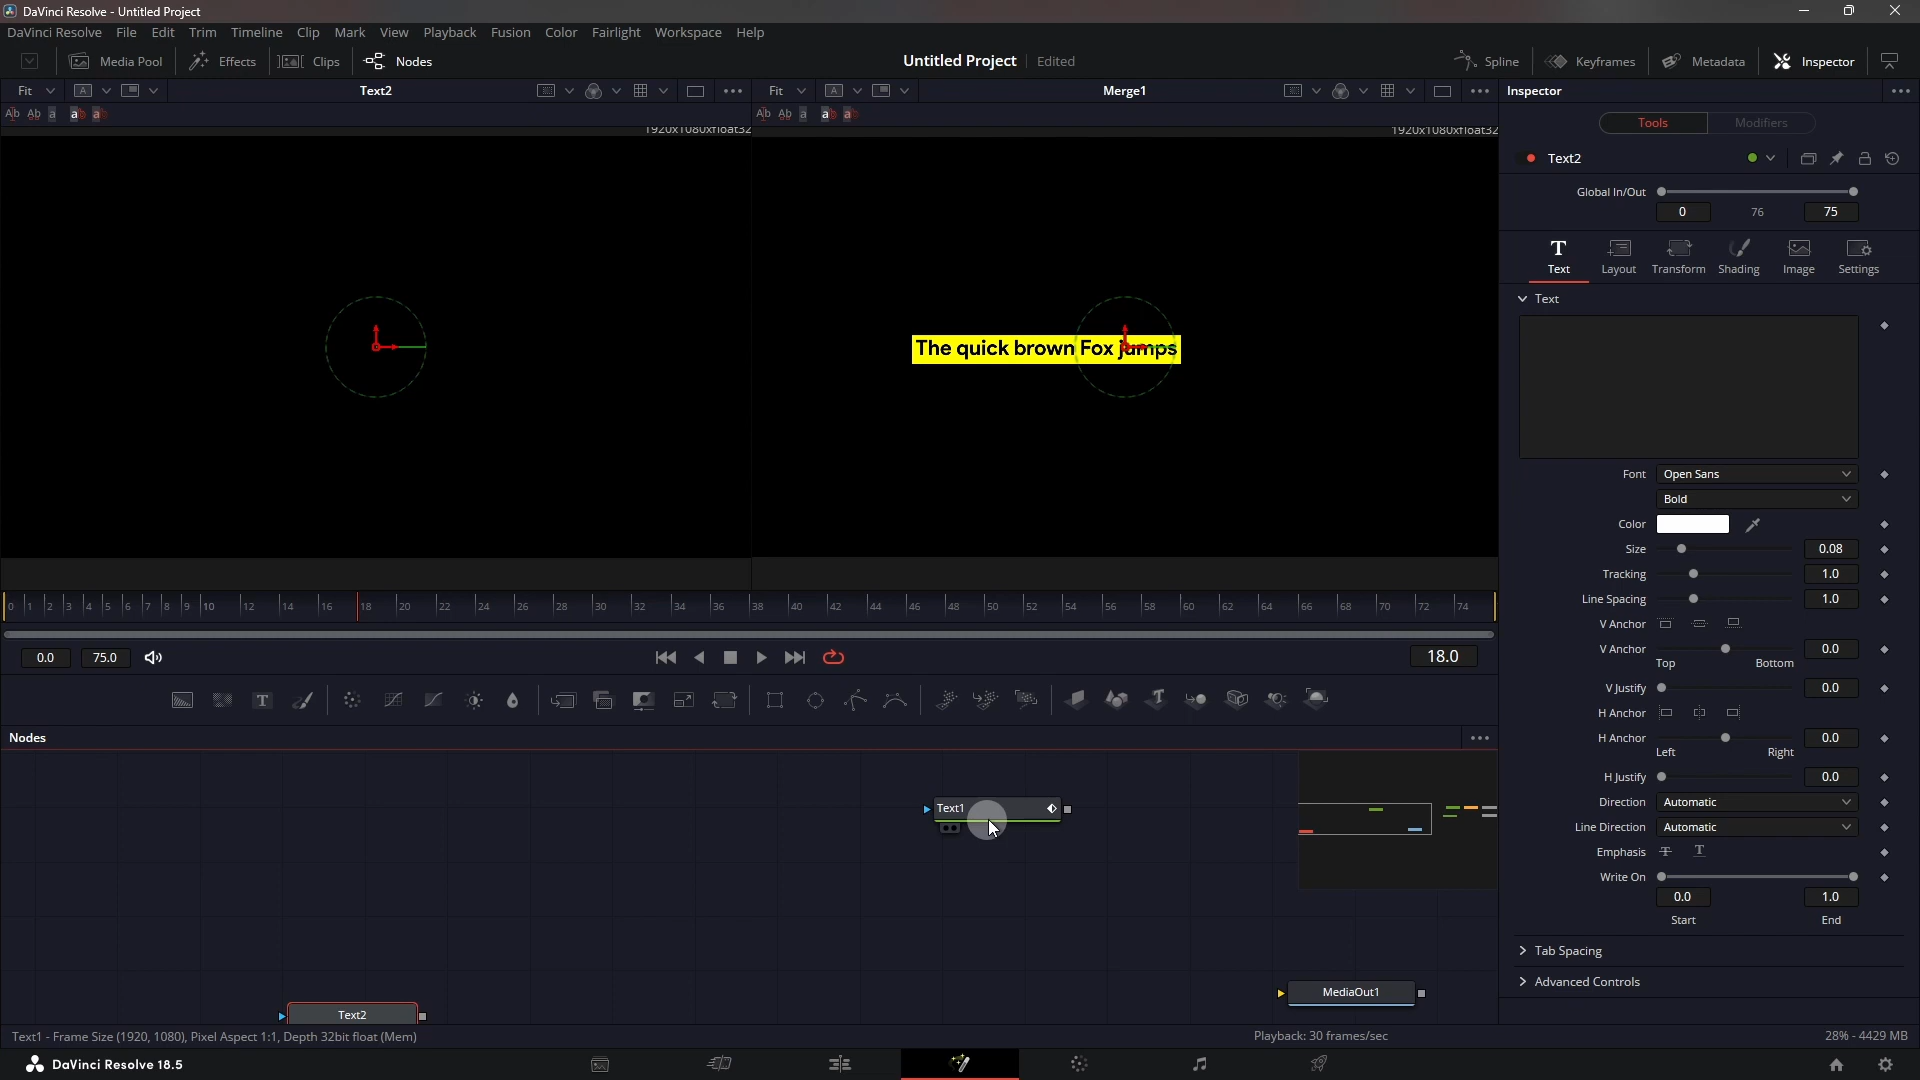 DaVinci Resolve - Untitled Project
DaVinci Resolve File Edit Trim Timeline Clip Mark View Playback Fusion Color Fairlight Workspace Help
Media Pool Effects Clips Nodes Untitled Project Edited Spline Keyframes Metadata Inspector
Fit A Text2 Fit A Merge1 Inspector
1920x1080xfloat32 1920x1080xfloat32
Tools Modifiers
Text2
Global In/Out
0 76 75
Text Layout Transform Shading Image Settings
Text
The quick brown Fox jumps
Font Open Sans
Bold
Color
Size 0.08
Tracking 1.0
Line Spacing 1.0
V Anchor
V Anchor 0.0
Top Bottom
V Justify 0.0
H Anchor
H Anchor 0.0
Left Right
H Justify 0.0
Direction Automatic
Line Direction Automatic
Emphasis
Write On
0.0 1.0
Start End
Tab Spacing
Advanced Controls
0 1 2 3 4 5 6 7 8 9 10 12 14 16 18 20 22 24 26 28 30 32 34 36 38 40 42 44 46 48 50 52 54 56 58 60 62 64 66 68 70 72 74
0.0 75.0 18.0
Nodes
Text1
MediaOut1
Text2
Text1 - Frame Size (1920, 1080), Pixel Aspect 1:1, Depth 32bit float (Mem) Playback: 30 frames/sec 28% - 4429 MB
DaVinci Resolve 18.5